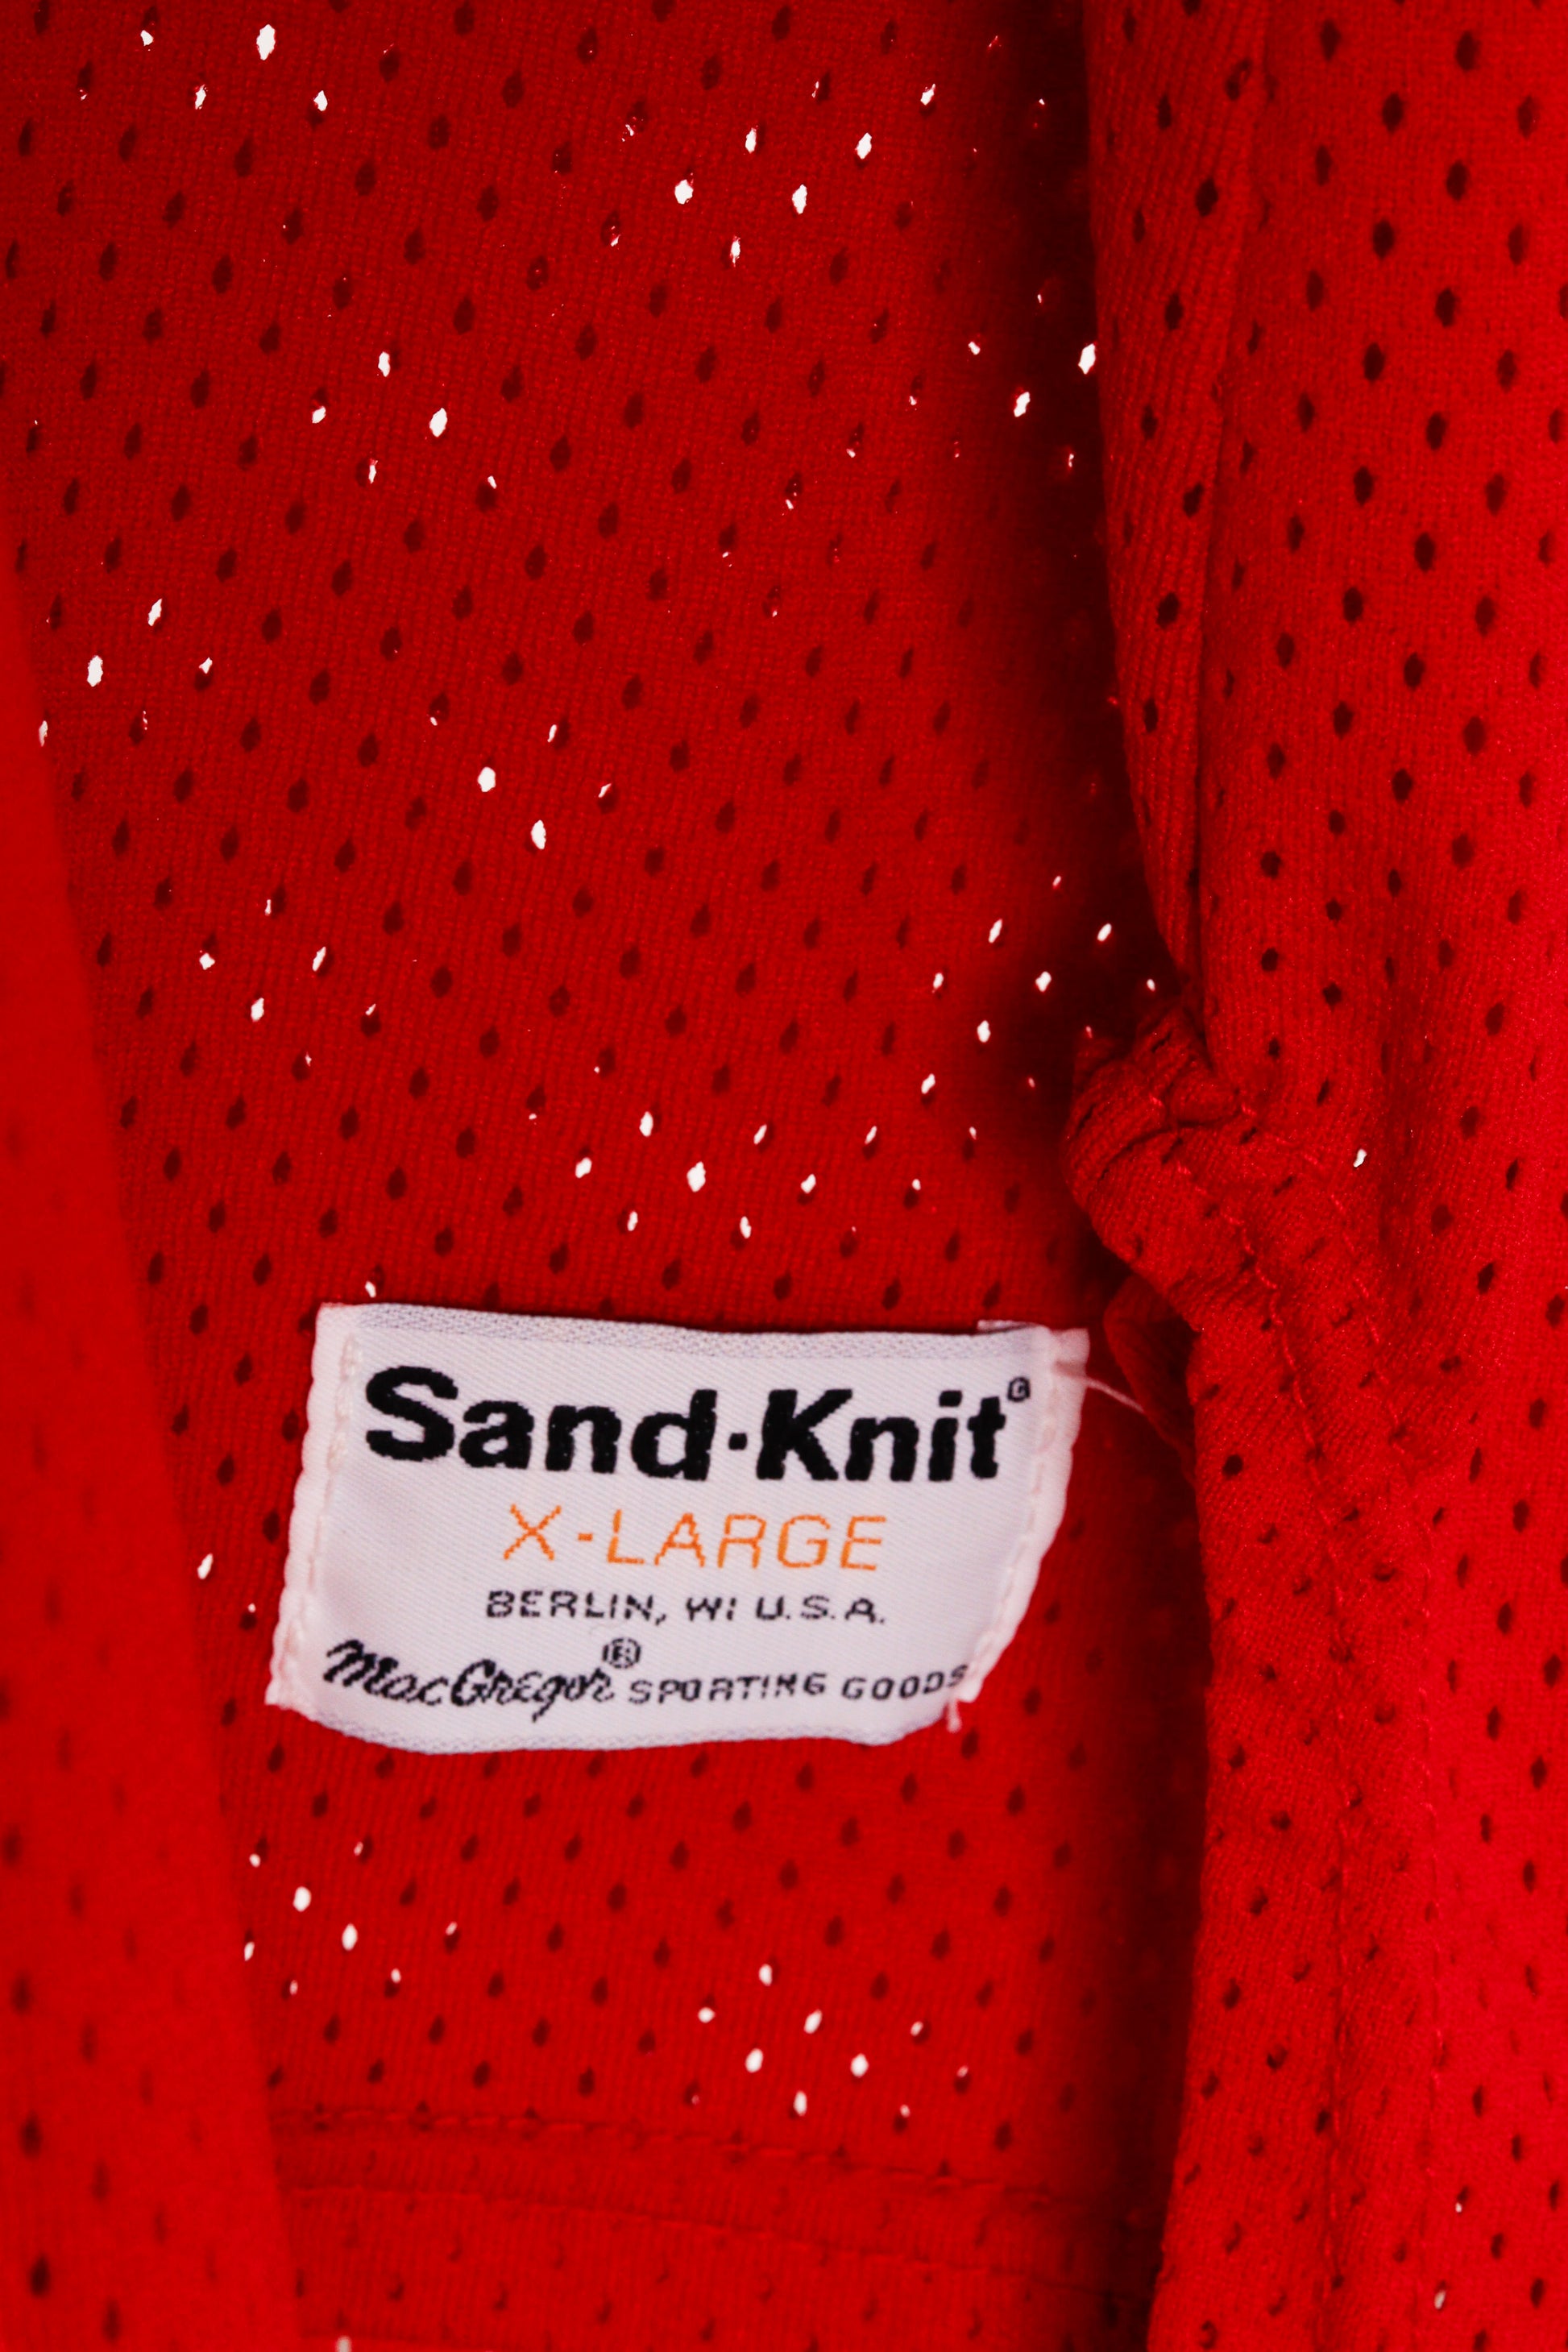 Sand·Knit®
X-LARGE
BERLIN, WI U.S.A.
MacGregor® SPORTING GOODS